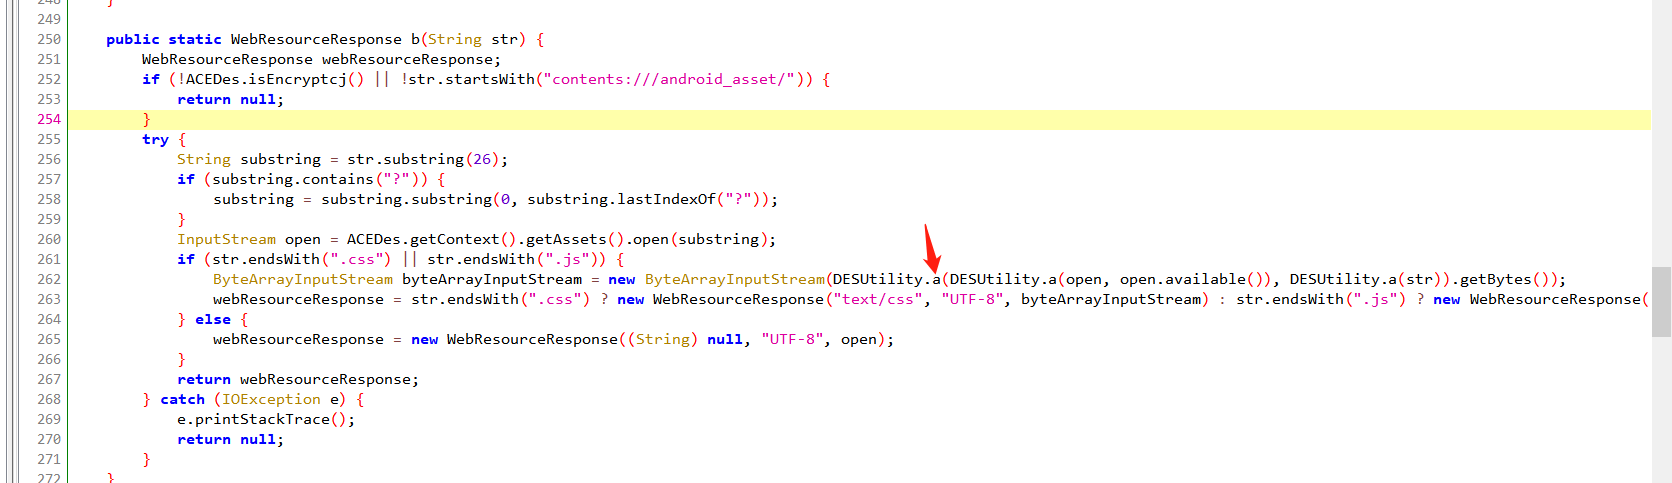 248 }
249
250 public static WebResourceResponse b(String str) {
251 WebResourceResponse webResourceResponse;
252 if (!ACEDes.isEncryptcj() || !str.startsWith("contents:///android_asset/")) {
253 return null;
254 }
255 try {
256 String substring = str.substring(26);
257 if (substring.contains("?")) {
258 substring = substring.substring(0, substring.lastIndexOf("?"));
259 }
260 InputStream open = ACEDes.getContext().getAssets().open(substring);
261 if (str.endsWith(".css") || str.endsWith(".js")) {
262 ByteArrayInputStream byteArrayInputStream = new ByteArrayInputStream(DESUtility.a(DESUtility.a(open, open.available()), DESUtility.a(str)).getBytes());
263 webResourceResponse = str.endsWith(".css") ? new WebResourceResponse("text/css", "UTF-8", byteArrayInputStream) : str.endsWith(".js") ? new WebResourceResponse(
264 } else {
265 webResourceResponse = new WebResourceResponse((String) null, "UTF-8", open);
266 }
267 return webResourceResponse;
268 } catch (IOException e) {
269 e.printStackTrace();
270 return null;
271 }
272 }